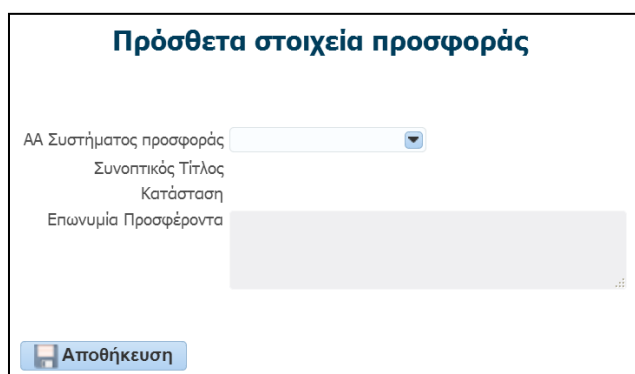 Πρόσθετα στοιχεία προσφοράς
ΑΑ Συστήματος προσφοράς
Συνοπτικός Τίτλος
Κατάσταση
Επωνυμία Προσφέροντα
Αποθήκευση